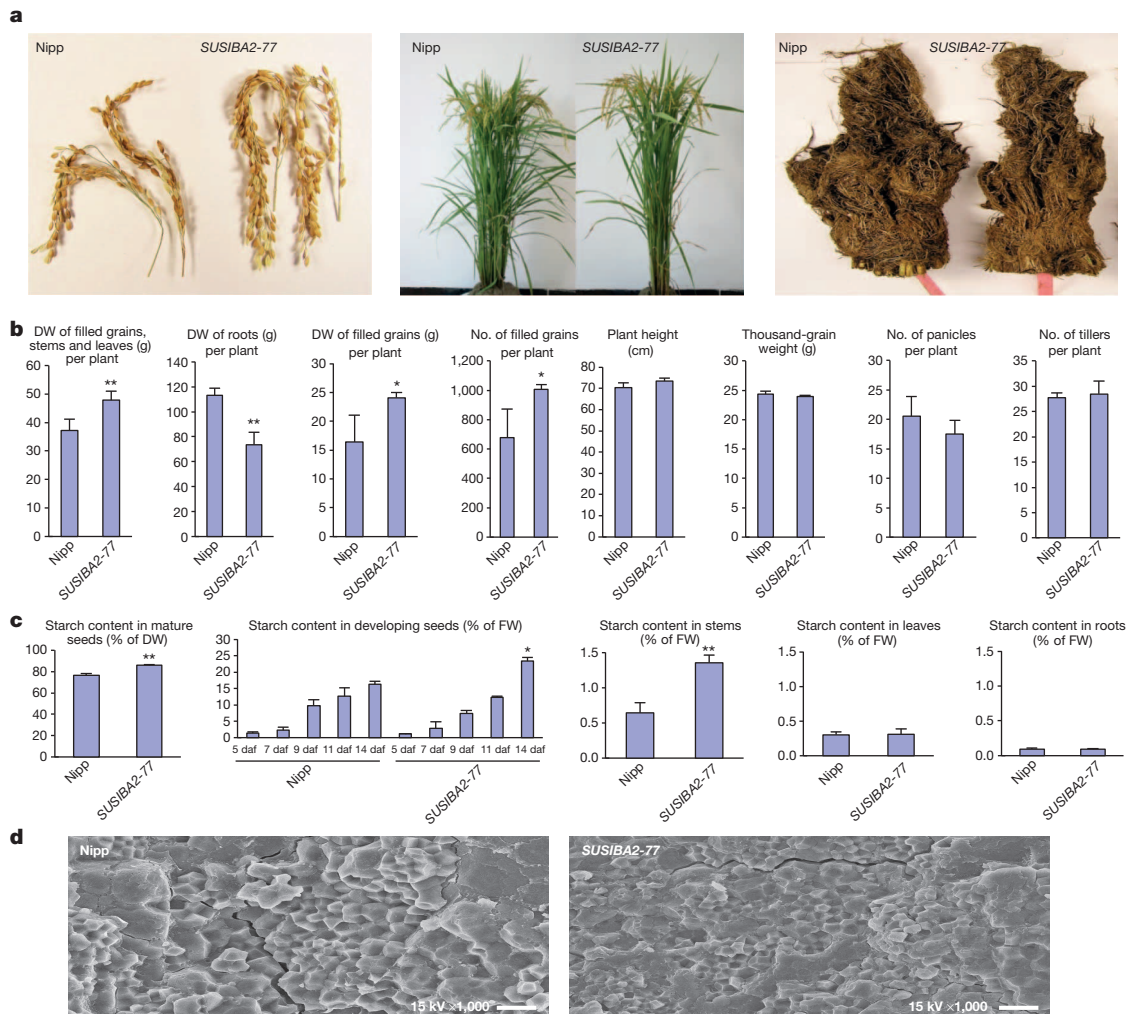 a
Nipp
SUSIBA2-77
Nipp
SUSIBA2-77
Nipp
SUSIBA2-77
b
DW of filled grains,
stems and leaves (g)
per plant
60
50
40
30
20
10
0
**
Nipp
SUSIBA2-77
DW of roots (g)
per plant
140
120
100
80
60
40
20
0
**
Nipp
SUSIBA2-77
DW of filled grains (g)
per plant
30
25
20
15
10
5
0
*
Nipp
SUSIBA2-77
No. of filled grains
per plant
1,200
1,000
800
600
400
200
0
*
Nipp
SUSIBA2-77
Plant height
(cm)
80
70
60
50
40
30
20
10
0
Nipp
SUSIBA2-77
Thousand-grain
weight (g)
30
25
20
15
10
5
0
Nipp
SUSIBA2-77
No. of panicles
per plant
30
25
20
15
10
5
0
Nipp
SUSIBA2-77
No. of tillers
per plant
35
30
25
20
15
10
5
0
Nipp
SUSIBA2-77
c
Starch content in mature
seeds (% of DW)
100
80
60
40
20
0
**
Nipp
SUSIBA2-77
Starch content in developing seeds (% of FW)
30
25
20
15
10
5
0
*
5 daf 7 daf 9 daf 11 daf 14 daf 5 daf 7 daf 9 daf 11 daf 14 daf
Nipp
SUSIBA2-77
Starch content in stems
(% of FW)
1.5
1.0
0.5
0.0
**
Nipp
SUSIBA2-77
Starch content in leaves
(% of FW)
1.5
1.0
0.5
0.0
Nipp
SUSIBA2-77
Starch content in roots
(% of FW)
1.5
1.0
0.5
0.0
Nipp
SUSIBA2-77
d
Nipp
15 kV ×1,000
SUSIBA2-77
15 kV ×1,000